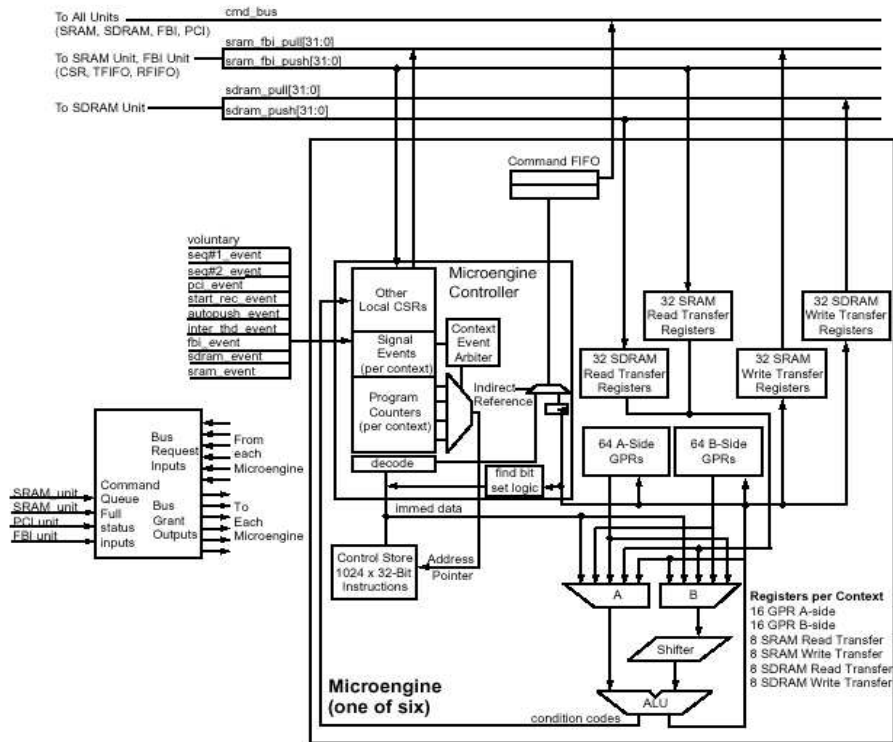 To All Units
(SRAM, SDRAM, FBI, PCI)
cmd_bus
To SRAM Unit, FBI Unit
(CSR, TFIFO, RFIFO)
sram_fbi_pull[31:0]
sram_fbi_push[31:0]
To SDRAM Unit
sdram_pull[31:0]
sdram_push[31:0]
Command FIFO
voluntary
seq#1_event
seq#2_event
pci_event
start_rec_event
autopush_event
inter_thd_event
fbi_event
sdram_event
sram_event
Microengine
Controller
Other
Local CSRs
Signal
Events
(per context)
Program
Counters
(per context)
Context
Event
Arbiter
Indirect
Reference
decode
find bit
set logic
32 SRAM
Read Transfer
Registers
32 SDRAM
Write Transfer
Registers
32 SDRAM
Read Transfer
Registers
32 SRAM
Write Transfer
Registers
64 A-Side
GPRs
64 B-Side
GPRs
Bus
Request
Inputs
From
each
Microengine
Command
Queue
Full
status
inputs
SRAM_unit
SRAM_unit
PCI unit
FBI unit
Bus
Grant
Outputs
To
Each
Microengine
immed data
Control Store
1024 x 32-Bit
Instructions
Address
Pointer
A
B
Shifter
ALU
condition codes
Registers per Context
16 GPR A-side
16 GPR B-side
8 SRAM Read Transfer
8 SRAM Write Transfer
8 SDRAM Read Transfer
8 SDRAM Write Transfer
Microengine
(one of six)